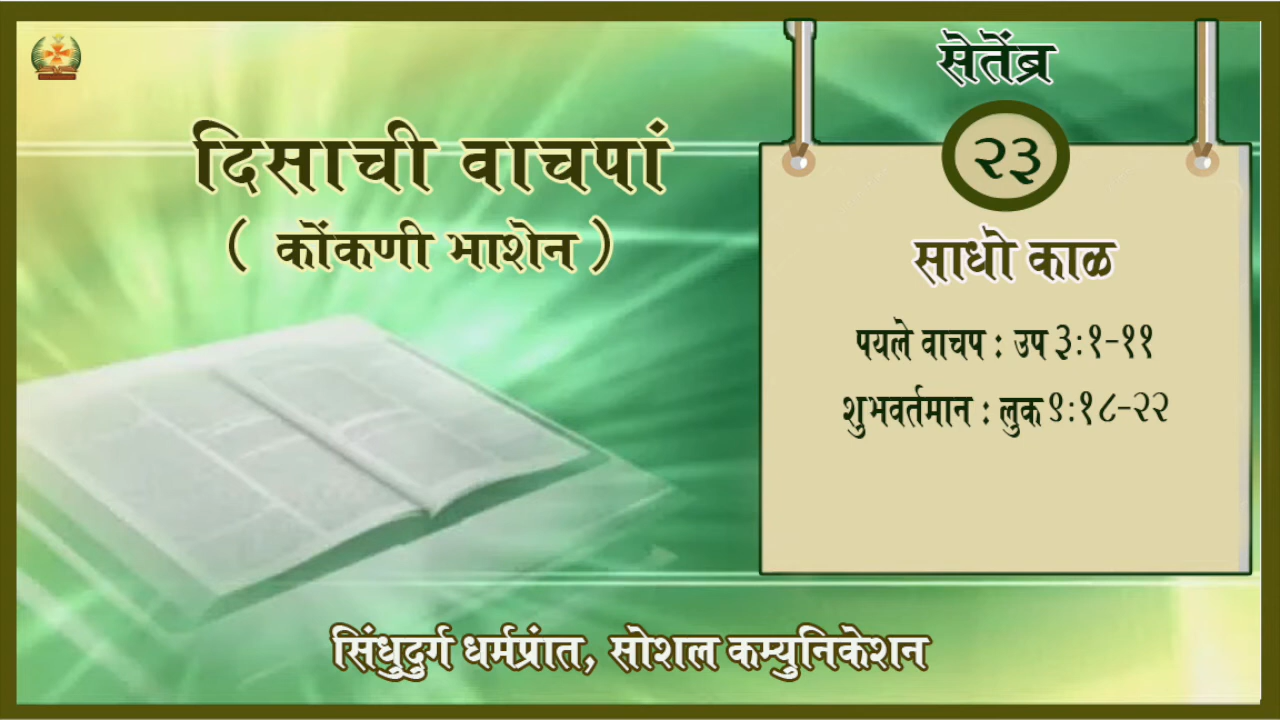 दिसाची वाचपां
( कोंकणी भाशेन )
सेतेंब्र
२३
साधो काळ
पयले वाचप : उप ३:१-११
शुभवर्तमान : लुक ९:१८-२२
सिंधुदुर्ग धर्मप्रांत, सोशल कम्युनिकेशन